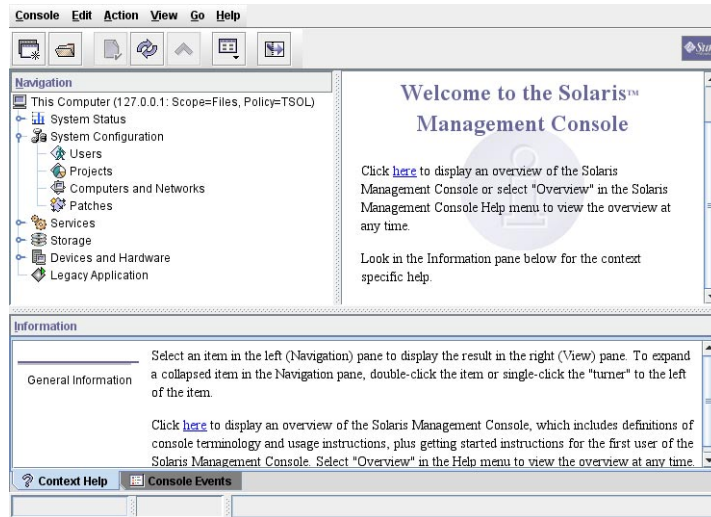 Console Edit Action View Go Help
Sun
Navigation
This Computer (127.0.0.1: Scope=Files, Policy=TSOL)
System Status
System Configuration
Users
Projects
Computers and Networks
Patches
Services
Storage
Devices and Hardware
Legacy Application
Welcome to the Solaris™
Management Console
Click here to display an overview of the Solaris
Management Console or select "Overview" in the Solaris
Management Console Help menu to view the overview at
any time.
Look in the Information pane below for the context
specific help.
Information
General Information
Select an item in the left (Navigation) pane to display the result in the right (View) pane. To expand
a collapsed item in the Navigation pane, double-click the item or single-click the "turner" to the left
of the item.
Click here to display an overview of the Solaris Management Console, which includes definitions of
console terminology and usage instructions, plus getting started instructions for the first user of the
Solaris Management Console. Select "Overview" in the Help menu to view the overview at any time.
Context Help
Console Events